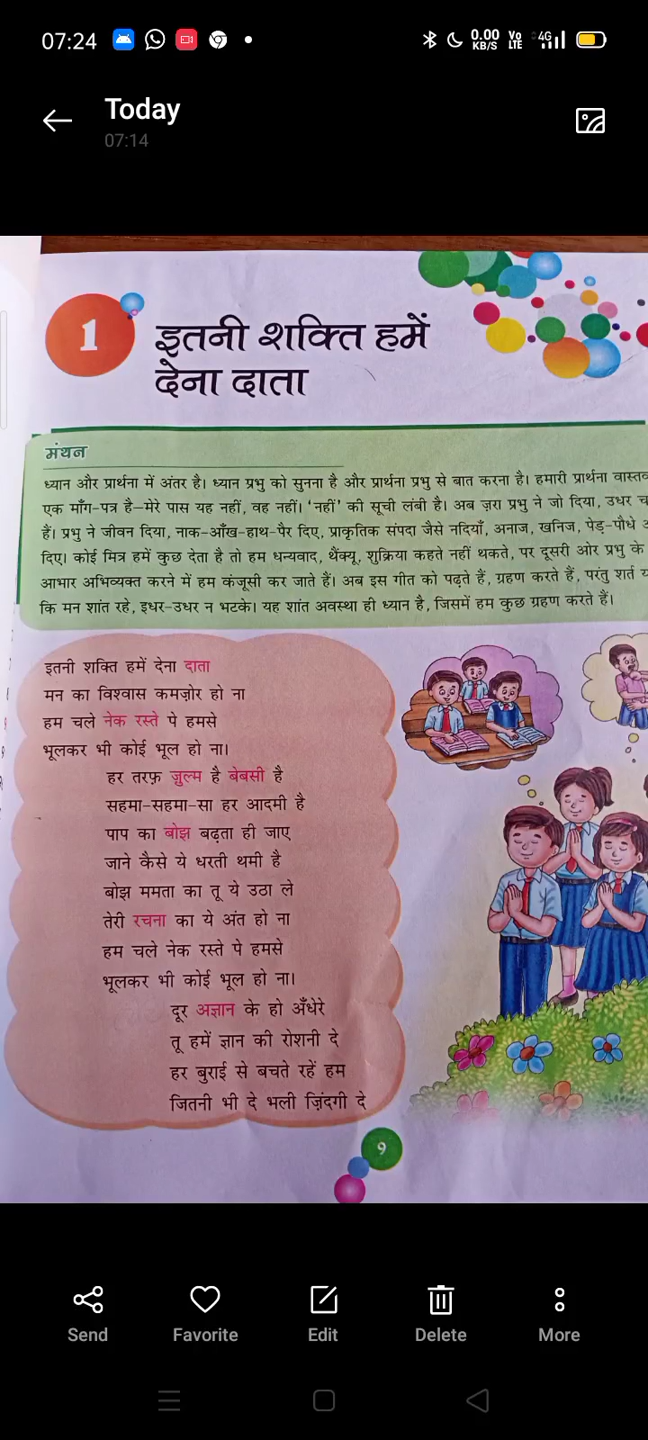 07:24
0.00
KB/S
Vo
LTE
4G
Today
07:14
1
इतनी शक्ति हमें
देना दाता
मंथन
ध्यान और प्रार्थना में अंतर है। ध्यान प्रभु को सुनना है और प्रार्थना प्रभु से बात करना है। हमारी प्रार्थना
एक माँग-पत्र है–मेरे पास यह नहीं, वह नहीं। 'नहीं' की सूची लंबी है। अब ज़रा प्रभु ने जो दिया, उधर
हैं। प्रभु ने जीवन दिया, नाक-आँख-हाथ-पैर दिए, प्राकृतिक संपदा जैसे नदियाँ, अनाज, खनिज, पेड़-पौधे
दिए। कोई मित्र हमें कुछ देता है तो हम धन्यवाद, थैंक्यू, शुक्रिया कहते नहीं थकते, पर दूसरी ओर प्रभु के
आभार अभिव्यक्त करने में हम कंजूसी कर जाते हैं। अब इस गीत को पढ़ते हैं, ग्रहण करते हैं, परंतु शर्त
कि मन शांत रहे, इधर-उधर न भटके। यह शांत अवस्था ही ध्यान है, जिसमें हम कुछ ग्रहण करते हैं।
इतनी शक्ति हमें देना दाता
मन का विश्वास कमज़ोर हो ना
हम चले नेक रस्ते पे हमसे
भूलकर भी कोई भूल हो ना।
हर तरफ़ ज़ुल्म है बेबसी है
सहमा-सहमा-सा हर आदमी है
पाप का बोझ बढ़ता ही जाए
जाने कैसे ये धरती थमी है
बोझ ममता का तू ये उठा ले
तेरी रचना का ये अंत हो ना
हम चले नेक रस्ते पे हमसे
भूलकर भी कोई भूल हो ना।
दूर अज्ञान के हो अँधेरे
तू हमें ज्ञान की रोशनी दे
हर बुराई से बचते रहें हम
जितनी भी दे भली ज़िंदगी दे
9
Send
Favorite
Edit
Delete
More